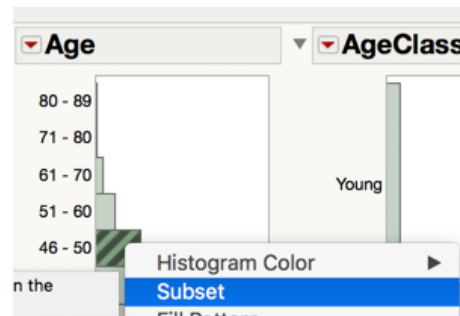 Age
AgeClass
80 - 89
71 - 80
61 - 70
51 - 60
46 - 50
Young
n the
Histogram Color
Subset